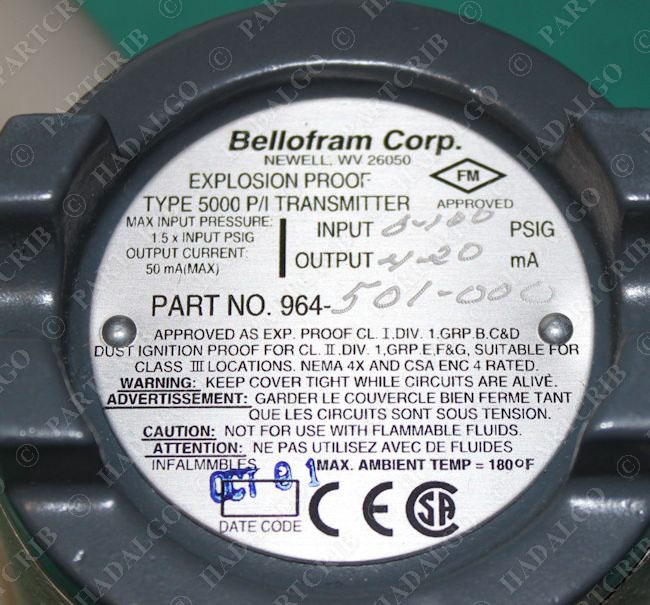 Bellofram Corp.
NEWELL, WV 26050
EXPLOSION PROOF
TYPE 5000 P/I TRANSMITTER
FM
APPROVED
MAX INPUT PRESSURE:
1.5 x INPUT PSIG
OUTPUT CURRENT:
50 mA(MAX)
INPUT 0-100 PSIG
OUTPUT 4-20 mA
PART NO. 964-501-000
APPROVED AS EXP. PROOF CL. I,DIV. 1,GRP.B,C&D
DUST IGNITION PROOF FOR CL. II.DIV. 1,GRP.E,F&G, SUITABLE FOR
CLASS III LOCATIONS. NEMA 4X AND CSA ENC 4 RATED.
WARNING: KEEP COVER TIGHT WHILE CIRCUITS ARE ALIVE.
ADVERTISSEMENT: GARDER LE COUVERCLE BIEN FERME TANT
QUE LES CIRCUITS SONT SOUS TENSION.
CAUTION: NOT FOR USE WITH FLAMMABLE FLUIDS.
ATTENTION: NE PAS UTILISEZ AVEC DE FLUIDES
INFALMMBLES
MAX. AMBIENT TEMP = 180°F
OCT 01
DATE CODE
CE
SA
© PARTCRIB
© HADALGO